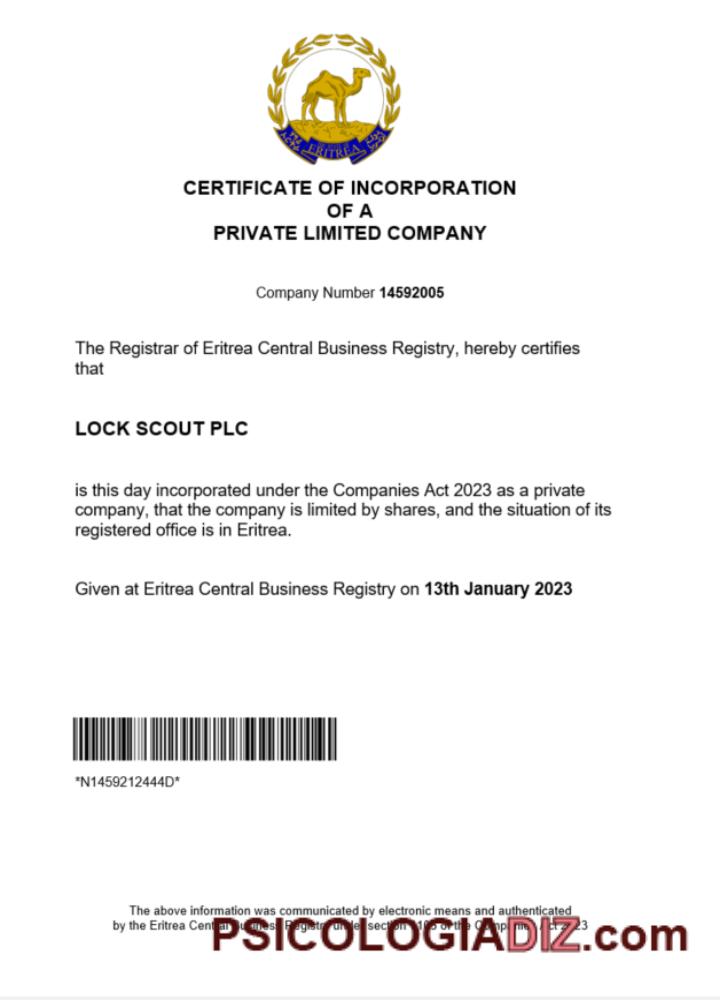 ERITREA
CERTIFICATE OF INCORPORATION
OF A
PRIVATE LIMITED COMPANY
Company Number 14592005
The Registrar of Eritrea Central Business Registry, hereby certifies
that
LOCK SCOUT PLC
is this day incorporated under the Companies Act 2023 as a private
company, that the company is limited by shares, and the situation of its
registered office is in Eritrea.
Given at Eritrea Central Business Registry on 13th January 2023
*N1459212444D*
The above information was communicated by electronic means and authenticated
by the Eritrea Central Business Registry under section of the Companies Act 2023
PSICOLOGIADIZ.com